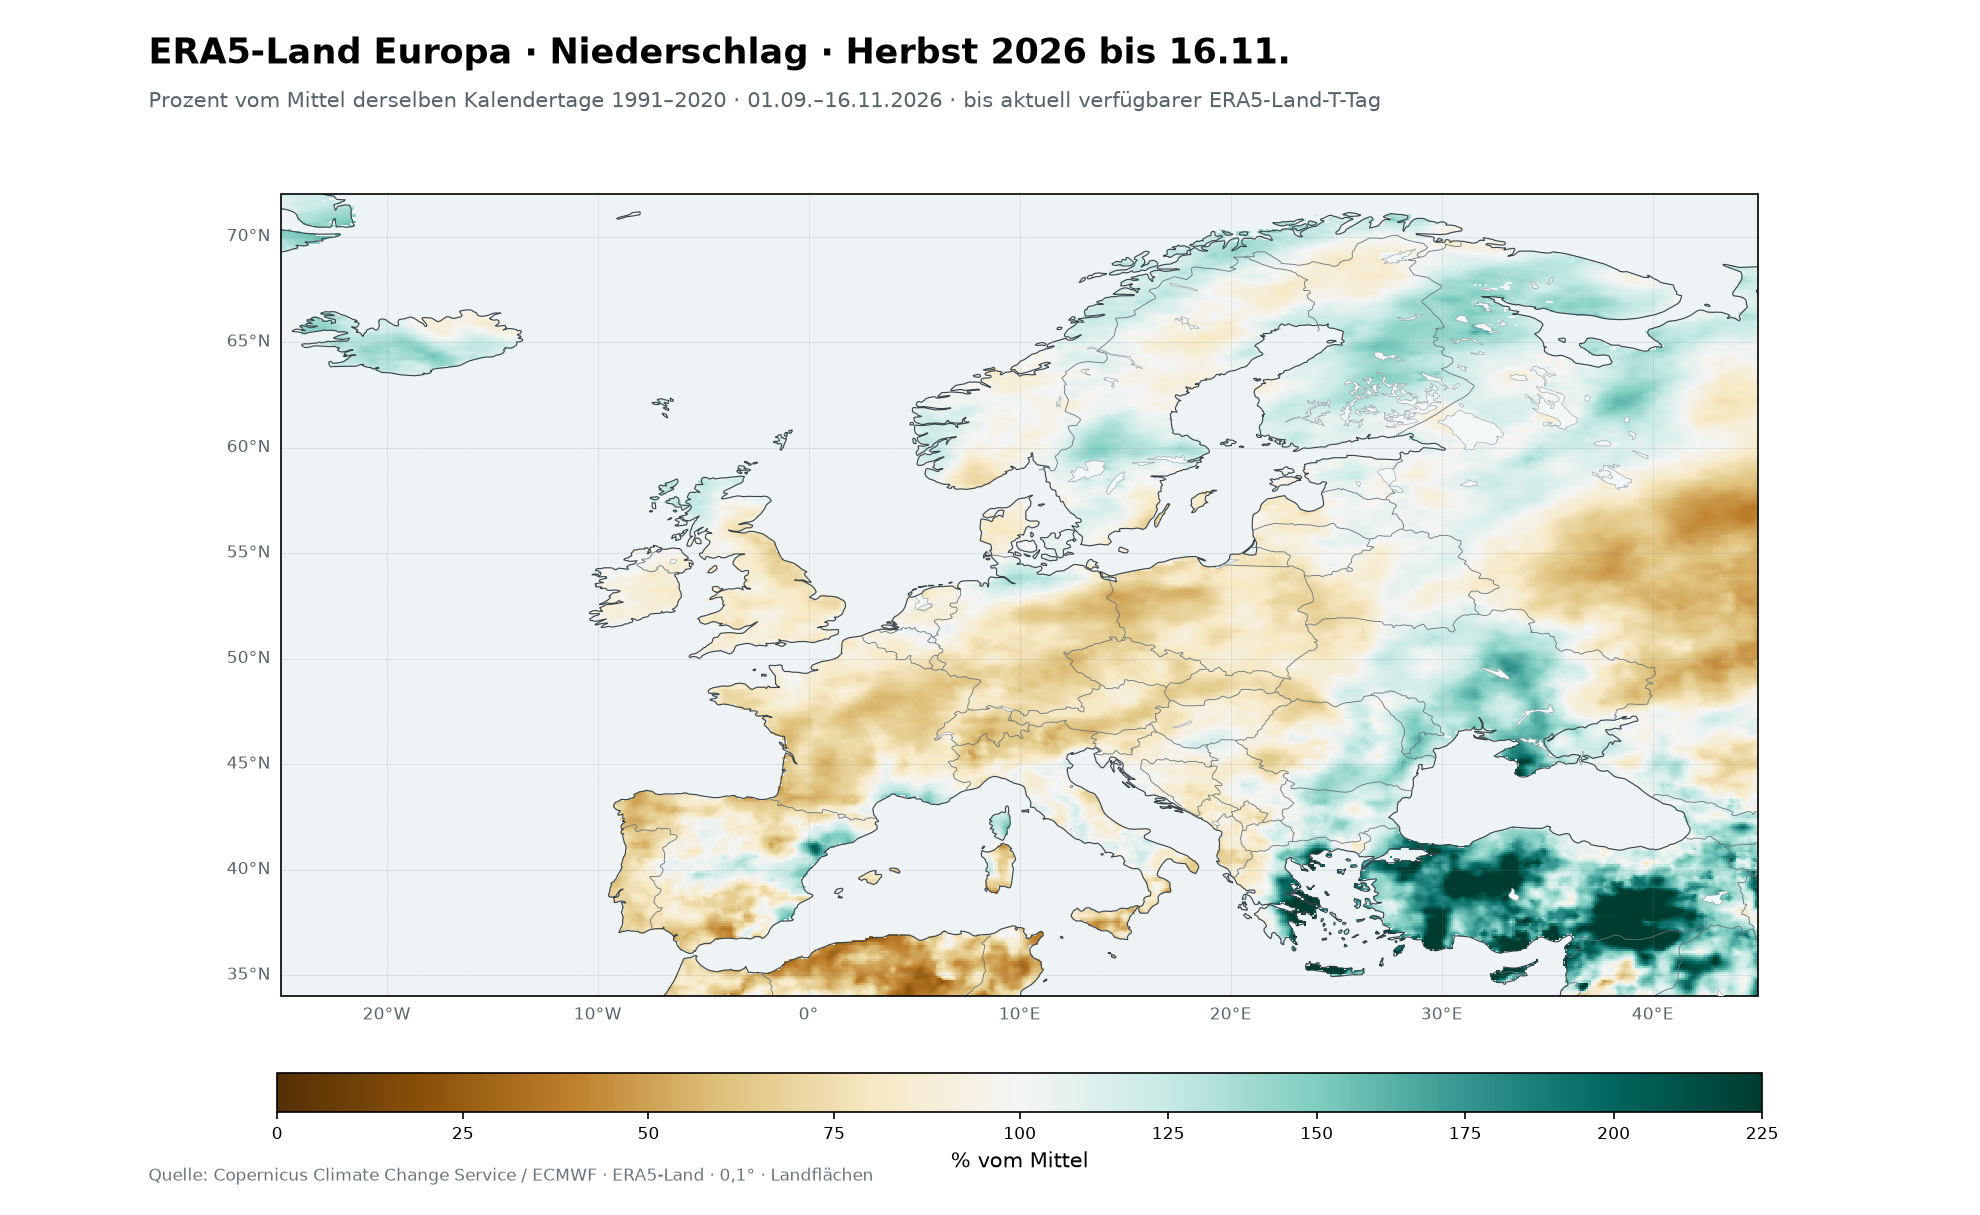 ERA5-Land Europa · Niederschlag · Herbst 2026 bis 16.11.
Prozent vom Mittel derselben Kalendertage 1991–2020 · 01.09.–16.11.2026 · bis aktuell verfügbarer ERA5-Land-T-Tag
70°N
65°N
60°N
55°N
50°N
45°N
40°N
35°N
20°W 10°W 0° 10°E 20°E 30°E 40°E
0 25 50 75 100 125 150 175 200 225
% vom Mittel
Quelle: Copernicus Climate Change Service / ECMWF · ERA5-Land · 0,1° · Landflächen